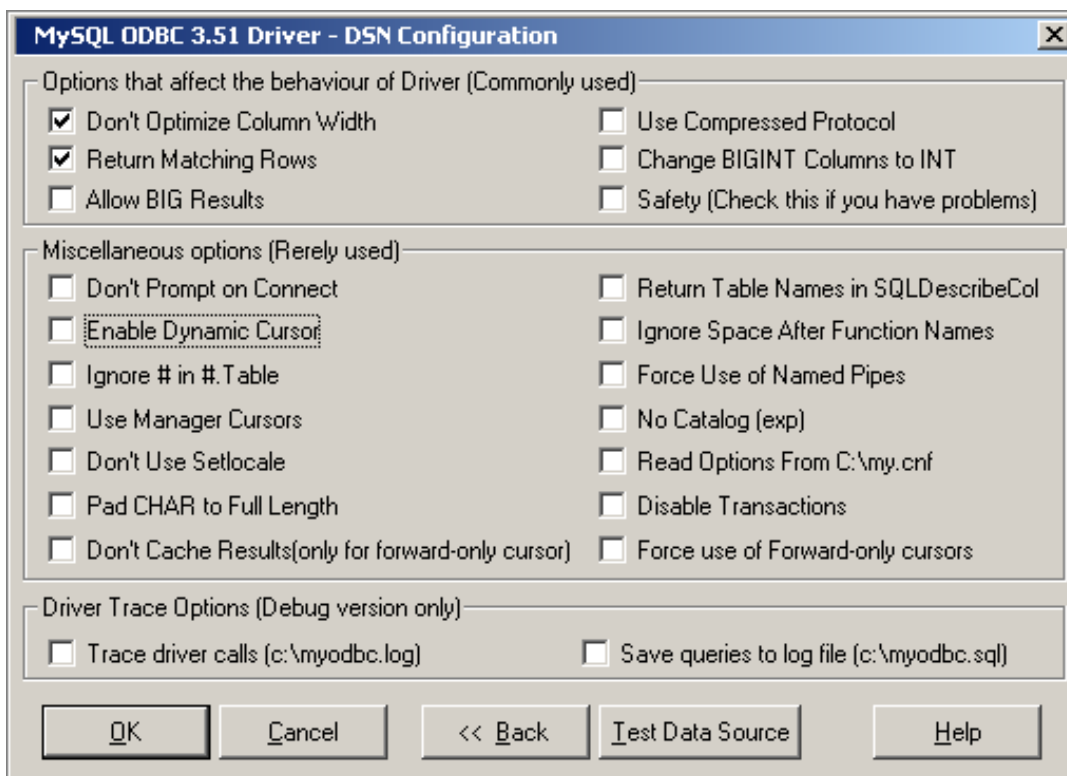 MySQL ODBC 3.51 Driver - DSN Configuration
Options that affect the behaviour of Driver (Commonly used)
Don't Optimize Column Width
Use Compressed Protocol
Return Matching Rows
Change BIGINT Columns to INT
Allow BIG Results
Safety (Check this if you have problems)
Miscellaneous options (Rerely used)
Don't Prompt on Connect
Return Table Names in SQLDescribeCol
Enable Dynamic Cursor
Ignore Space After Function Names
Ignore # in #.Table
Force Use of Named Pipes
Use Manager Cursors
No Catalog (exp)
Don't Use Setlocale
Read Options From C:\my.cnf
Pad CHAR to Full Length
Disable Transactions
Don't Cache Results(only for forward-only cursor)
Force use of Forward-only cursors
Driver Trace Options (Debug version only)
Trace driver calls (c:\myodbc.log)
Save queries to log file (c:\myodbc.sql)
OK
Cancel
<< Back
Test Data Source
Help